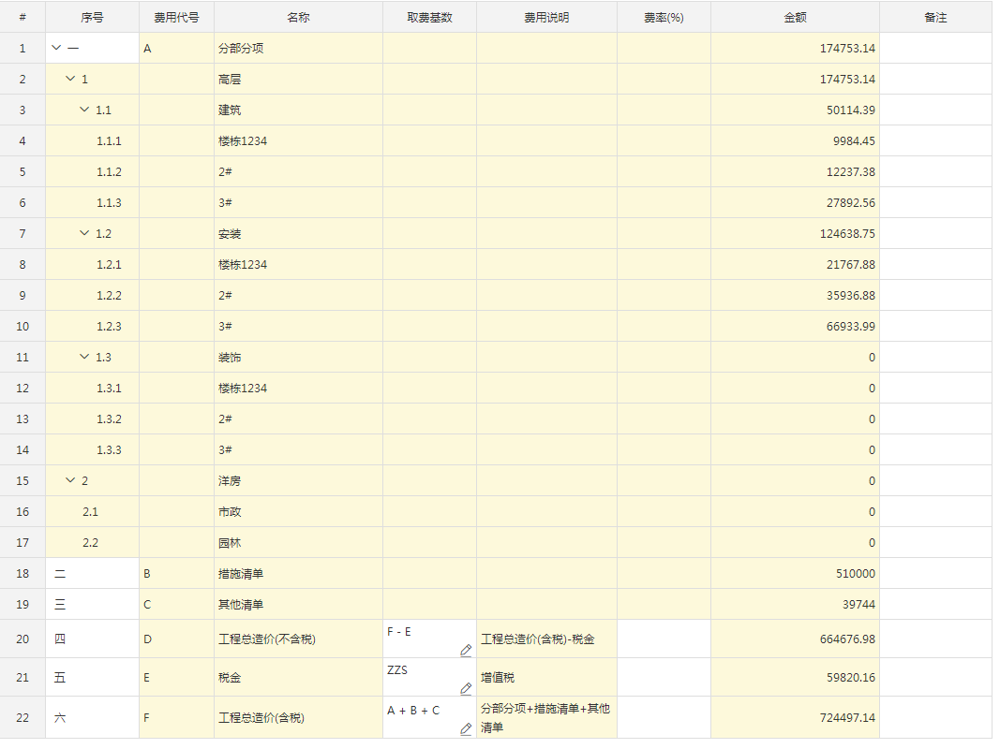 # 序号 费用代号 名称 取费基数 费用说明 费率(%) 金额 备注
1 一 A 分部分项 174753.14
2 1 高层 174753.14
3 1.1 建筑 50114.39
4 1.1.1 楼栋1234 9984.45
5 1.1.2 2# 12237.38
6 1.1.3 3# 27892.56
7 1.2 安装 124638.75
8 1.2.1 楼栋1234 21767.88
9 1.2.2 2# 35936.88
10 1.2.3 3# 66933.99
11 1.3 装饰 0
12 1.3.1 楼栋1234 0
13 1.3.2 2# 0
14 1.3.3 3# 0
15 2 洋房 0
16 2.1 市政 0
17 2.2 园林 0
18 二 B 措施清单 510000
19 三 C 其他清单 39744
20 四 D 工程总造价(不含税) F - E 工程总造价(含税)-税金 664676.98
21 五 E 税金 ZZS 增值税 59820.16
22 六 F 工程总造价(含税) A + B + C 分部分项+措施清单+其他 724497.14
清单